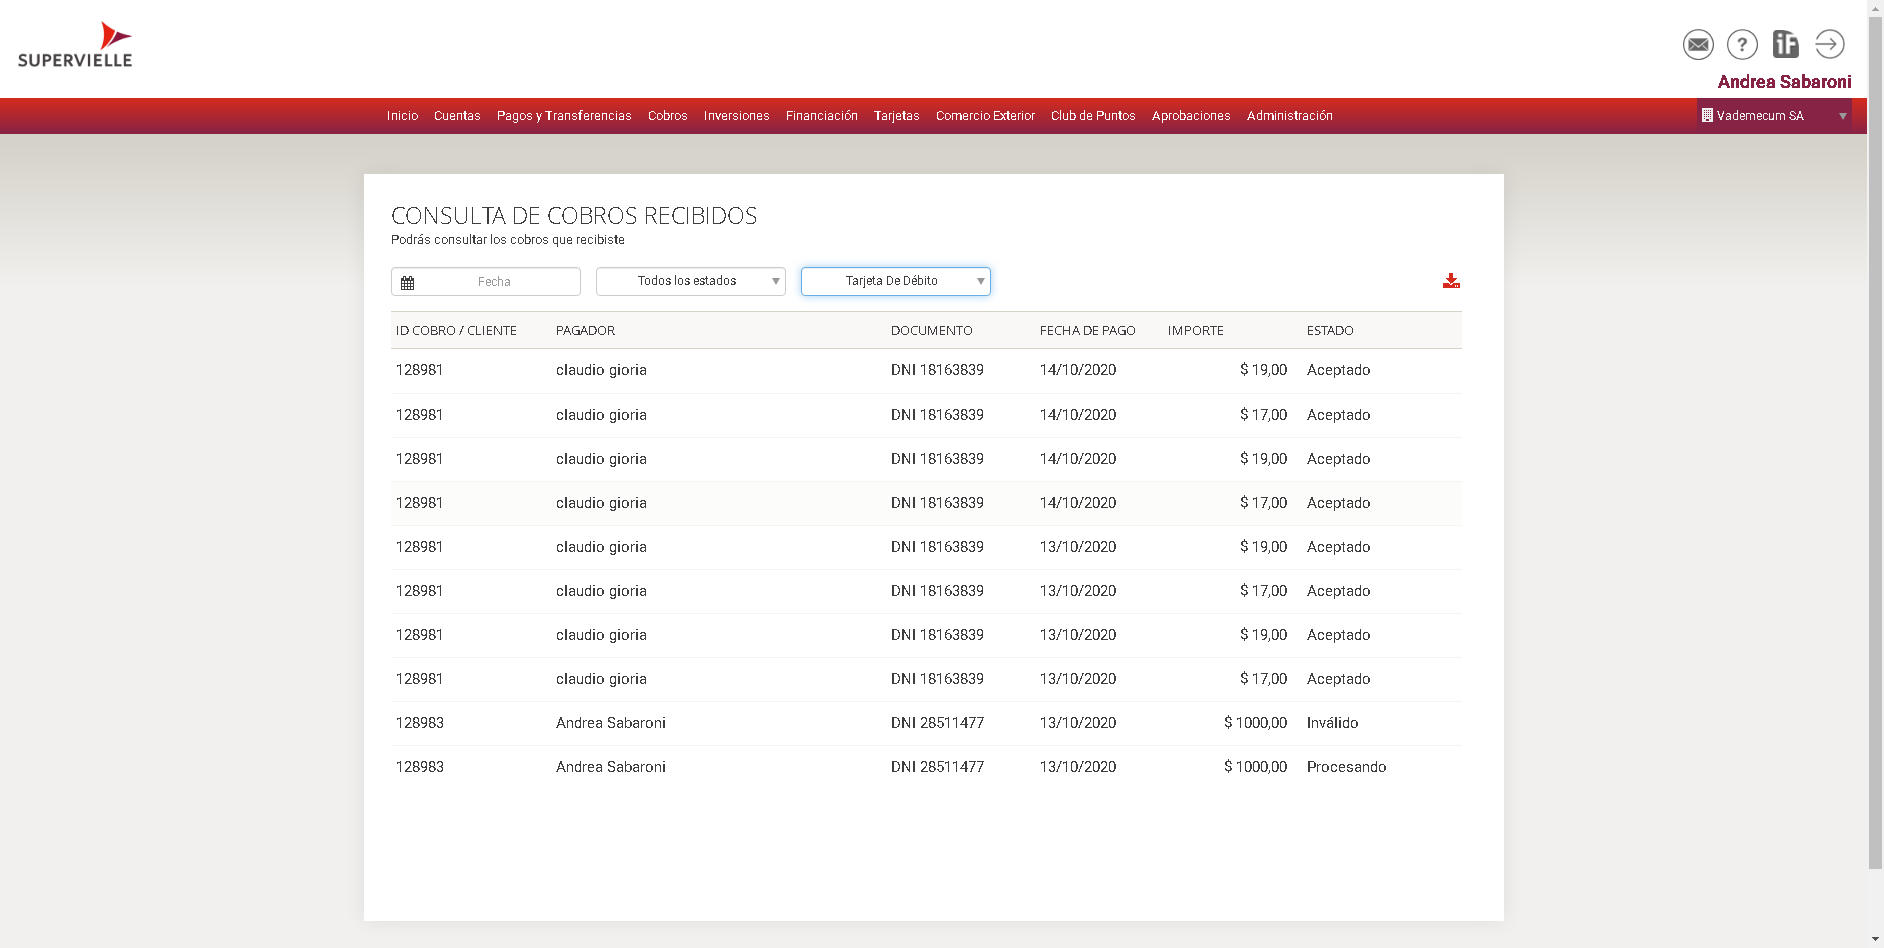 SUPERVIELLE
? iF
Andrea Sabaroni
Inicio Cuentas Pagos y Transferencias Cobros Inversiones Financiación Tarjetas Comercio Exterior Club de Puntos Aprobaciones Administración Vademecum SA
CONSULTA DE COBROS RECIBIDOS
Podrás consultar los cobros que recibiste
Fecha Todos los estados Tarjeta De Débito
ID COBRO / CLIENTE PAGADOR DOCUMENTO FECHA DE PAGO IMPORTE ESTADO
128981 claudio gioria DNI 18163839 14/10/2020 $ 19,00 Aceptado
128981 claudio gioria DNI 18163839 14/10/2020 $ 17,00 Aceptado
128981 claudio gioria DNI 18163839 14/10/2020 $ 19,00 Aceptado
128981 claudio gioria DNI 18163839 14/10/2020 $ 17,00 Aceptado
128981 claudio gioria DNI 18163839 13/10/2020 $ 19,00 Aceptado
128981 claudio gioria DNI 18163839 13/10/2020 $ 17,00 Aceptado
128981 claudio gioria DNI 18163839 13/10/2020 $ 19,00 Aceptado
128981 claudio gioria DNI 18163839 13/10/2020 $ 17,00 Aceptado
128983 Andrea Sabaroni DNI 28511477 13/10/2020 $ 1000,00 Inválido
128983 Andrea Sabaroni DNI 28511477 13/10/2020 $ 1000,00 Procesando